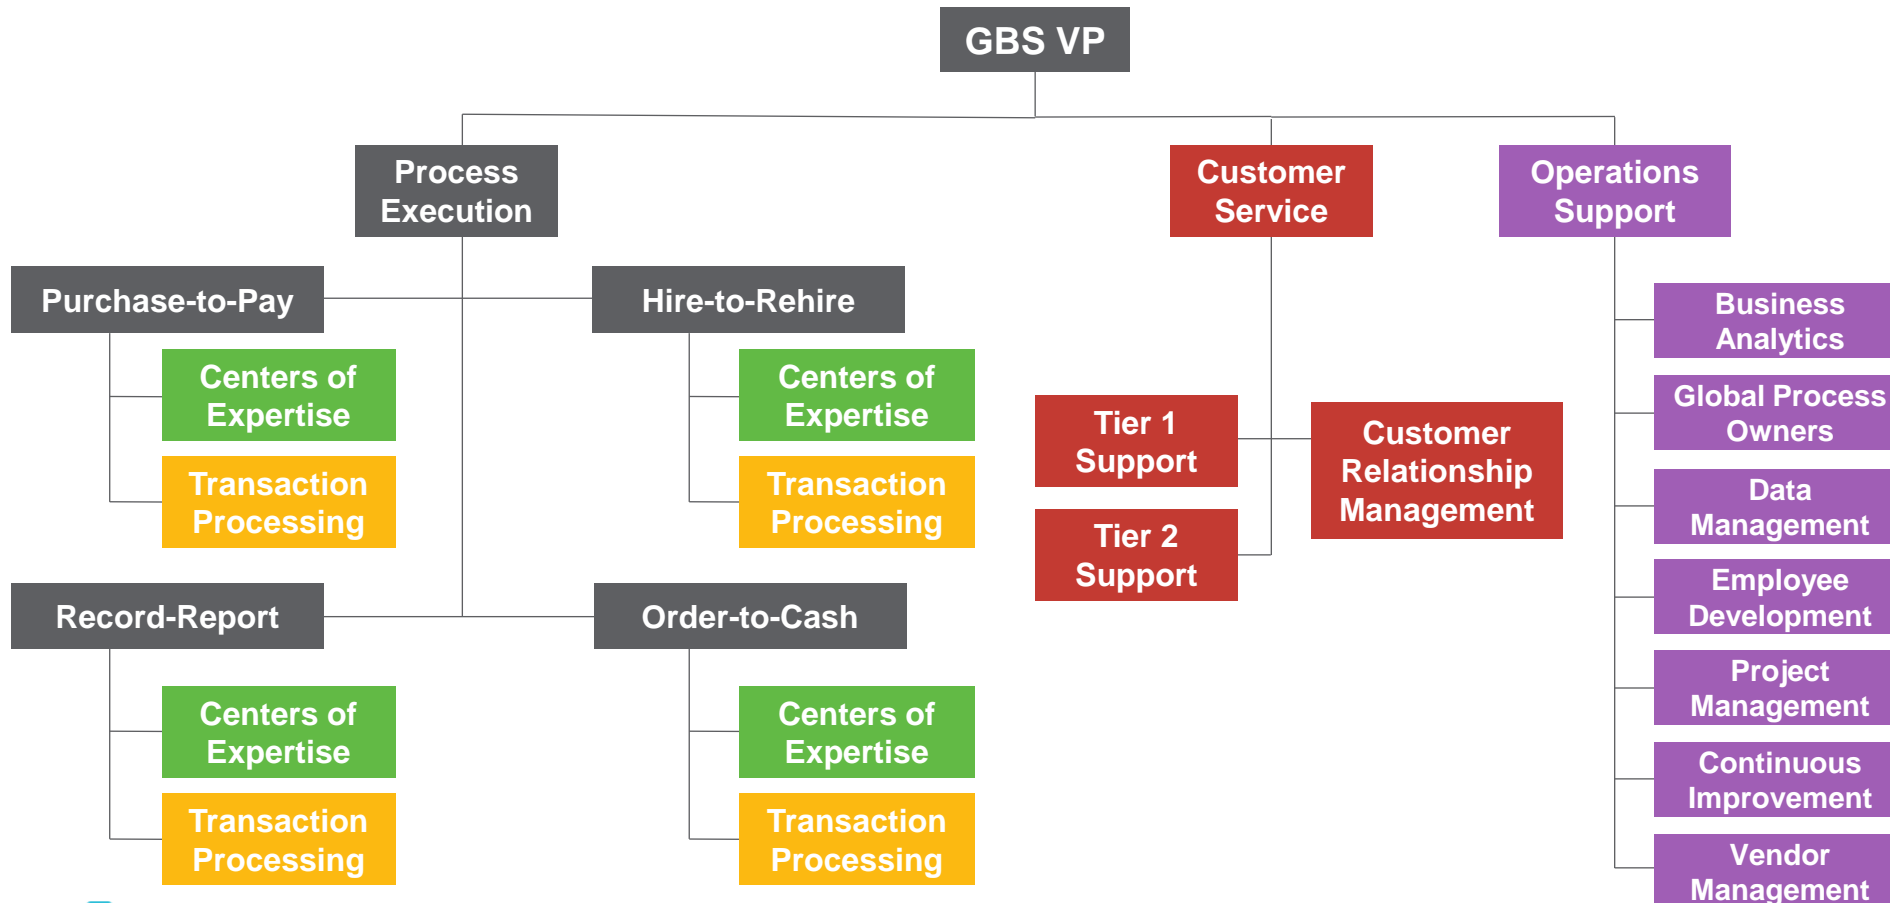 GBS VP
Process
Execution
Customer
Service
Operations
Support
Purchase-to-Pay
Hire-to-Rehire
Centers of
Expertise
Transaction
Processing
Centers of
Expertise
Transaction
Processing
Record-Report
Order-to-Cash
Centers of
Expertise
Transaction
Processing
Centers of
Expertise
Transaction
Processing
Tier 1
Support
Tier 2
Support
Customer
Relationship
Management
Business
Analytics
Global Process
Owners
Data
Management
Employee
Development
Project
Management
Continuous
Improvement
Vendor
Management